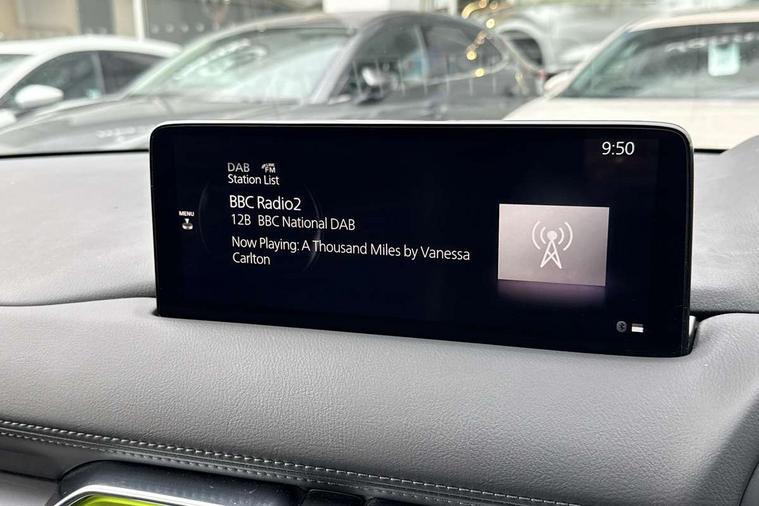 9:50
DAB FM
Station List
BBC Radio2
MENU
12B BBC National DAB
Now Playing: A Thousand Miles by Vanessa
Carlton